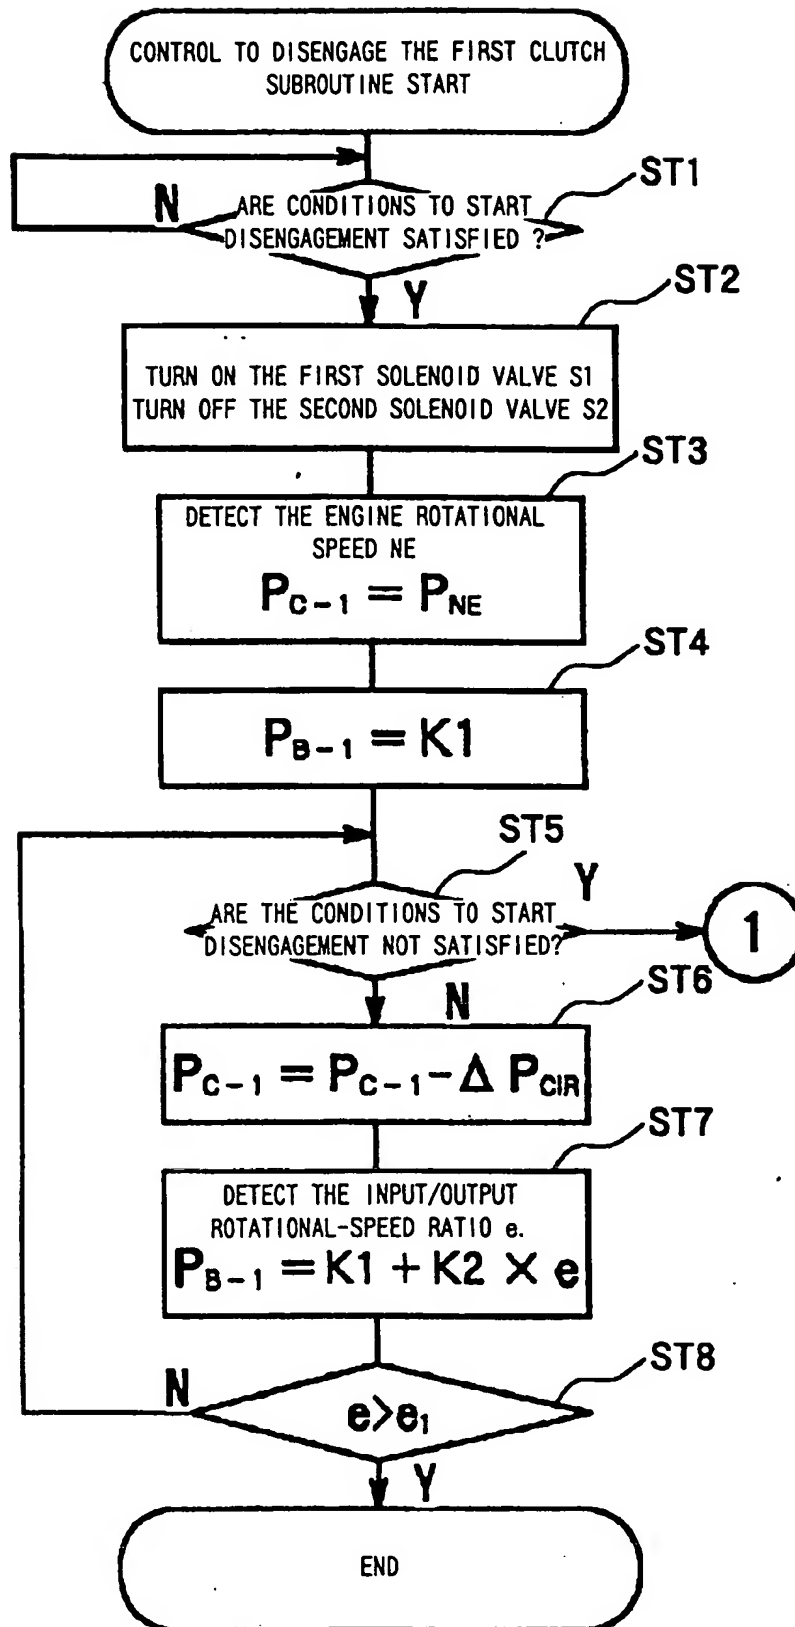 CONTROL TO DISENGAGE THE FIRST CLUTCH
SUBROUTINE START
ST1
N
ARE CONDITIONS TO START
DISENGAGEMENT SATISFIED ?
Y
ST2
TURN ON THE FIRST SOLENOID VALVE S1
TURN OFF THE SECOND SOLENOID VALVE S2
ST3
DETECT THE ENGINE ROTATIONAL
SPEED NE
PC-1 = PNE
ST4
PB-1 = K1
ST5
Y
ARE THE CONDITIONS TO START
DISENGAGEMENT NOT SATISFIED?
1
N
ST6
PC-1 = PC-1 - Δ PCIR
ST7
DETECT THE INPUT/OUTPUT
ROTATIONAL-SPEED RATIO e.
PB-1 = K1 + K2 × e
ST8
N
e>e1
Y
END